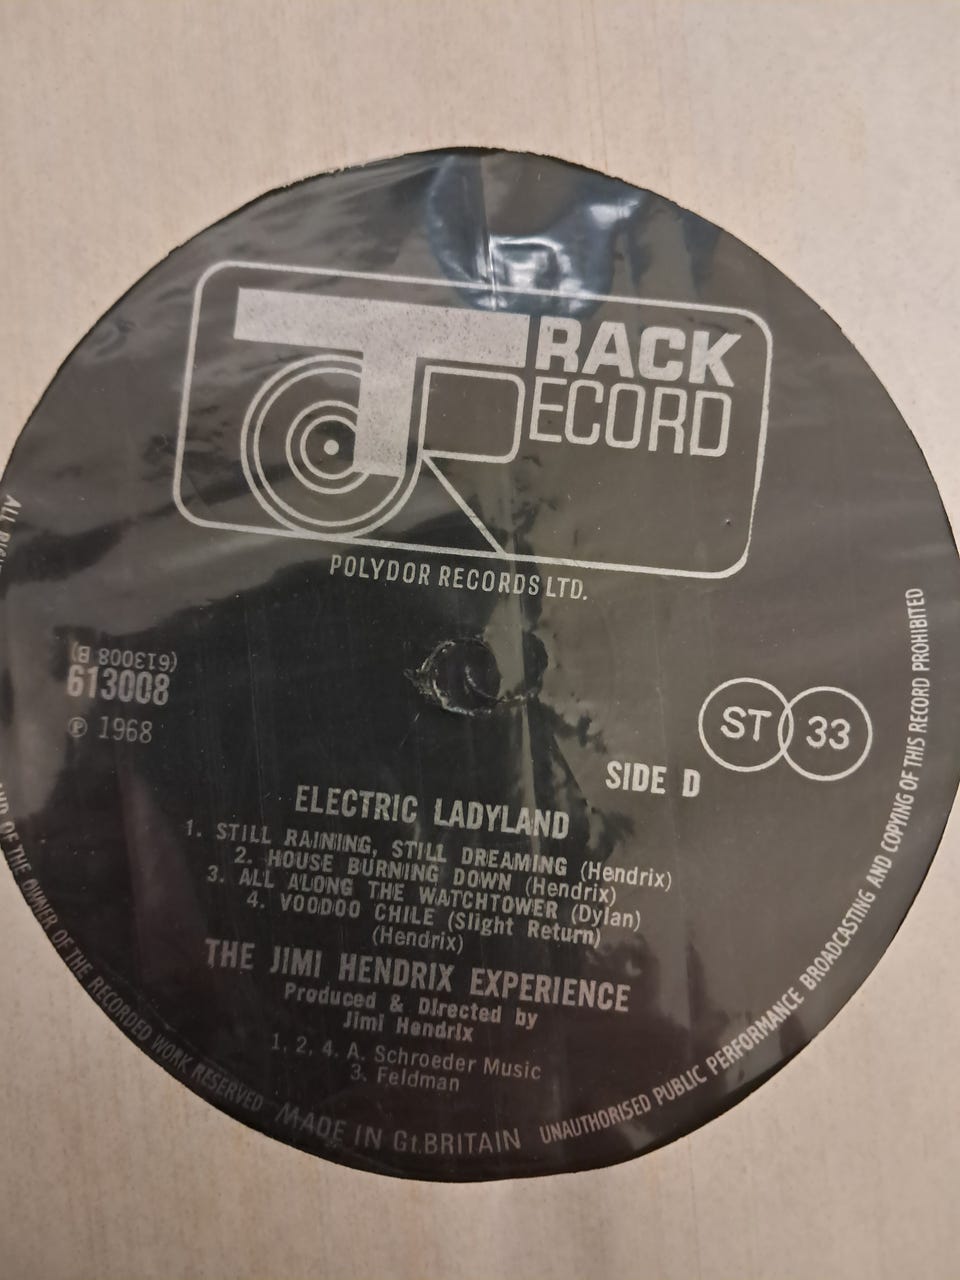 TRACK
RECORD
POLYDOR RECORDS LTD.
(613008 B)
613008
℗ 1968
ST 33
SIDE D
ELECTRIC LADYLAND
1. STILL RAINING, STILL DREAMING (Hendrix)
2. HOUSE BURNING DOWN (Hendrix)
3. ALL ALONG THE WATCHTOWER (Dylan)
4. VOODOO CHILE (Slight Return)
(Hendrix)
THE JIMI HENDRIX EXPERIENCE
Produced & Directed by
Jimi Hendrix
1, 2, 4. A. Schroeder Music
3. Feldman
ALL
OF THE OWNER OF THE RECORDED WORK RESERVED
MADE IN Gt.BRITAIN
UNAUTHORISED PUBLIC PERFORMANCE BROADCASTING AND COPYING OF THIS RECORD PROHIBITED